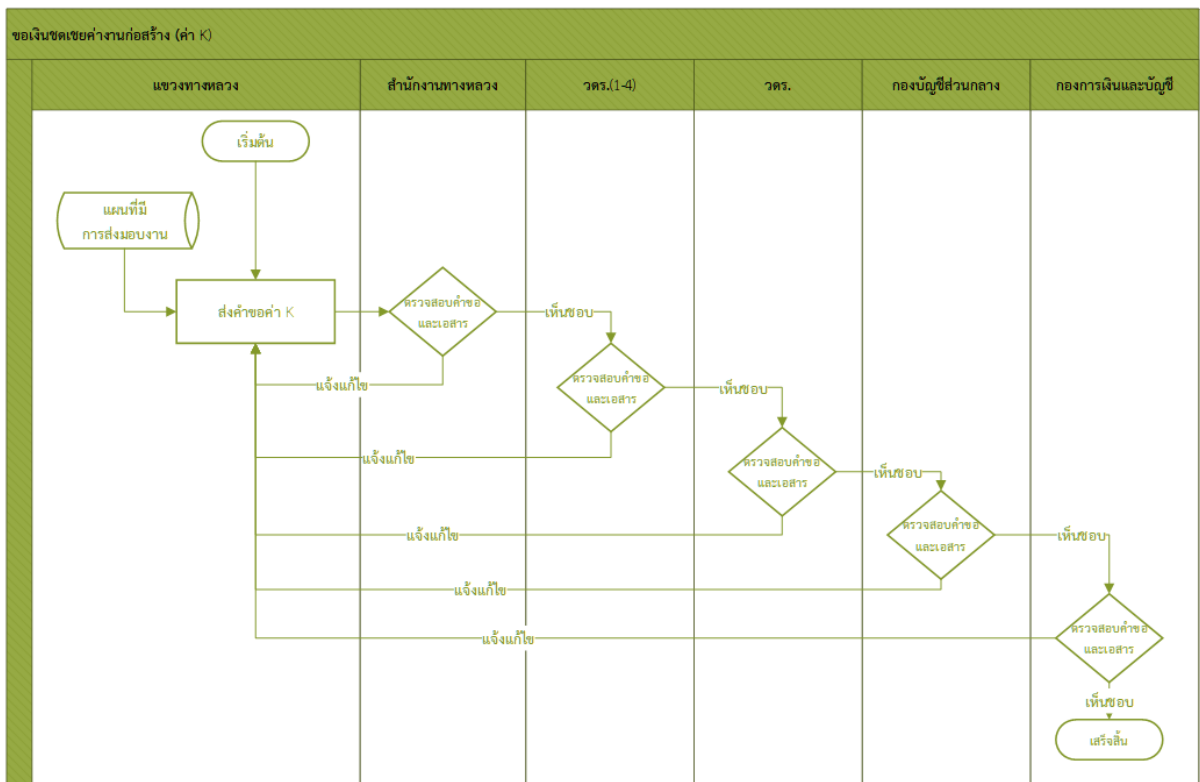 ขอเงินชดเชยค่างานก่อสร้าง (ค่า K)
แขวงทางหลวง
สำนักงานทางหลวง
วดร.(1-4)
วดร.
กองบัญชีส่วนกลาง
กองการเงินและบัญชี
เริ่มต้น
แผนที่มี
การส่งมอบงาน
ส่งคำขอค่า K
ตรวจสอบคำขอ
และเอสาร
เห็นชอบ
แจ้งแก้ไข
ตรวจสอบคำขอ
และเอสาร
เห็นชอบ
แจ้งแก้ไข
ตรวจสอบคำขอ
และเอสาร
เห็นชอบ
แจ้งแก้ไข
ตรวจสอบคำขอ
และเอสาร
เห็นชอบ
แจ้งแก้ไข
ตรวจสอบคำขอ
และเอสาร
แจ้งแก้ไข
เห็นชอบ
เสร็จสิ้น